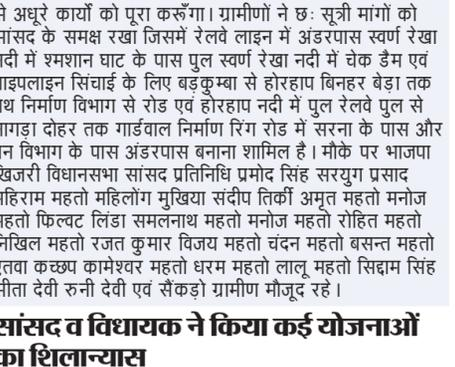 से अधूरे कार्यो को पूरा करूँगा। ग्रामीणों ने छः सूत्री मांगों को
सांसद के समक्ष रखा जिसमें रेलवे लाइन में अंडरपास स्वर्ण रेखा
नदी में श्मशान घाट के पास पुल स्वर्ण रेखा नदी में चेक डैम एवं
पाइपलाइन सिंचाई के लिए बड़कुम्बा से होरहाप बिनहर बेड़ा तक
पथ निर्माण विभाग से रोड एवं होरहाप नदी में पुल रेलवे पुल से
दोहर तक गार्डवाल निर्माण रिंग रोड में सरना के पास और
वन विभाग के पास अंडरपास बनाना शामिल है। मौके पर भाजपा
खिजरी विधानसभा सांसद प्रतिनिधि प्रमोद सिंह सरयुग प्रसाद
महतो महिलोंग मुखिया संदीप तिर्की अमृत महतो मनोज
महतो फिल्वट लिंडा समलनाथ महतो मनोज महतो रोहित महतो
निखिल महतो रजत कुमार विजय महतो चंदन महतो बसन्त महतो
एतवा कच्छप कामेश्वर महतो धरम महतो लालू महतो सिद्दाम सिंह
देवी रुनी देवी एवं सैंकड़ो ग्रामीण मौजूद रहे।
सांसद व विधायक ने किया कई योजनाओं
का शिलान्यास